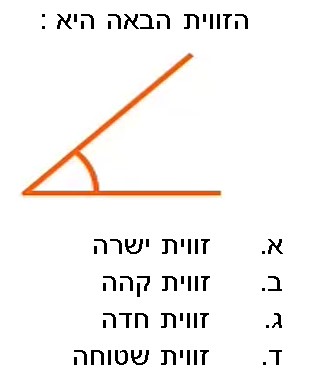 הזווית הבאה היא :
א. זווית ישרה
ב. זווית קהה
ג. זווית חדה
ד. זווית שטוחה